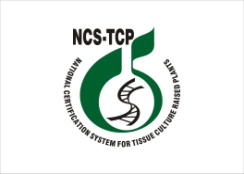 NCS-TCP
NATIONAL CERTIFICATION SYSTEM FOR TISSUE CULTURE RAISED PLANTS